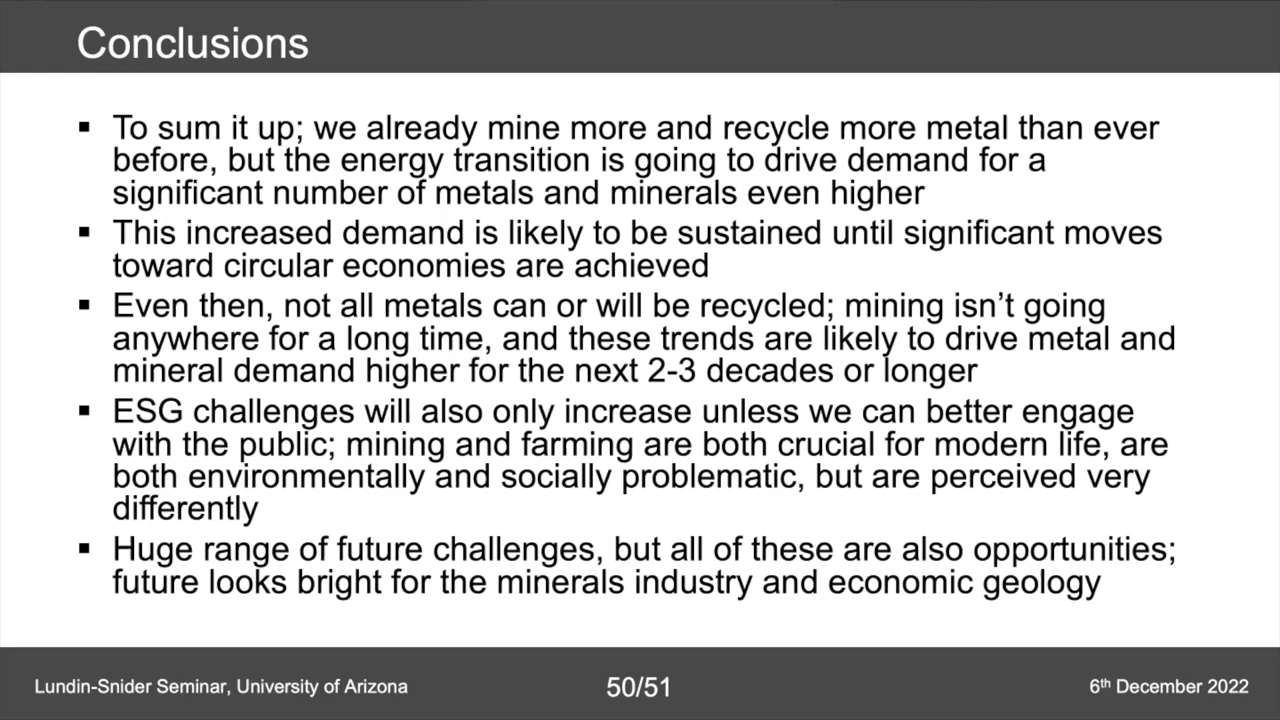 Conclusions
▪ To sum it up; we already mine more and recycle more metal than ever
before, but the energy transition is going to drive demand for a
significant number of metals and minerals even higher
▪ This increased demand is likely to be sustained until significant moves
toward circular economies are achieved
▪ Even then, not all metals can or will be recycled; mining isn’t going
anywhere for a long time, and these trends are likely to drive metal and
mineral demand higher for the next 2-3 decades or longer
▪ ESG challenges will also only increase unless we can better engage
with the public; mining and farming are both crucial for modern life, are
both environmentally and socially problematic, but are perceived very
differently
▪ Huge range of future challenges, but all of these are also opportunities;
future looks bright for the minerals industry and economic geology
Lundin-Snider Seminar, University of Arizona
50/51
6th December 2022